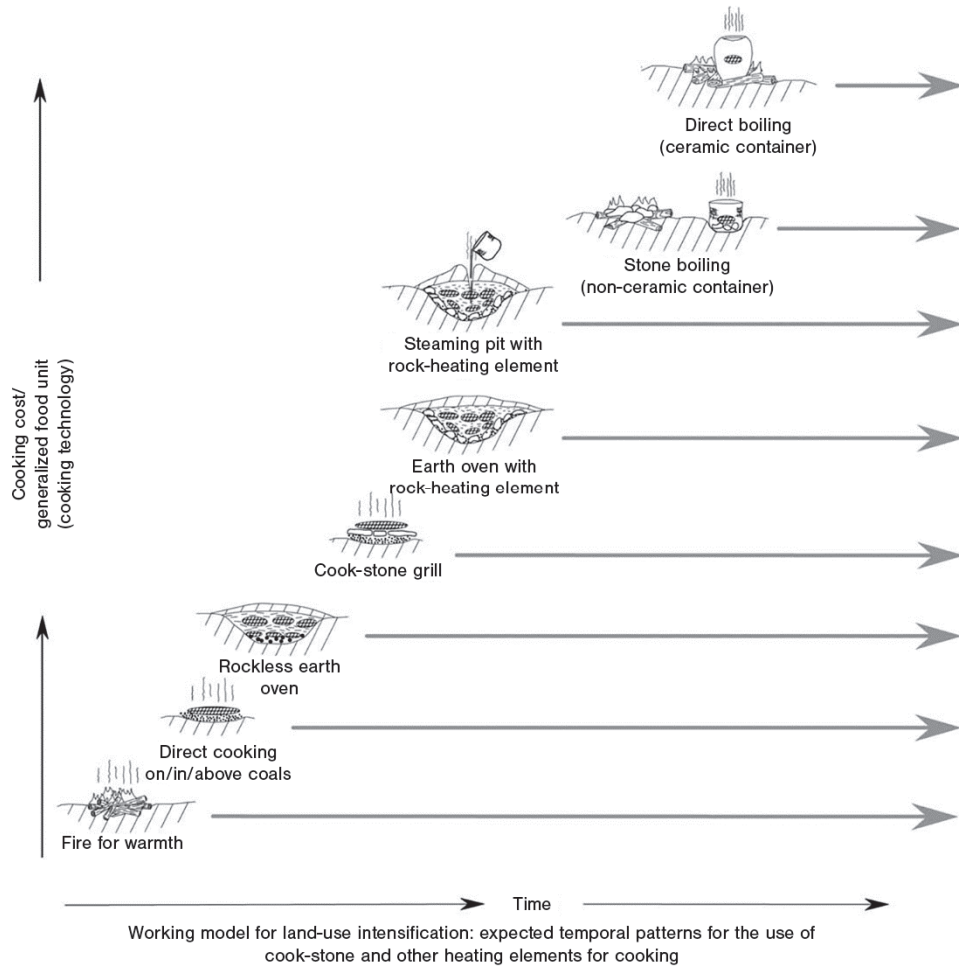 Direct boiling
(ceramic container)
Stone boiling
(non-ceramic container)
Steaming pit with
rock-heating element
Earth oven with
rock-heating element
Cook-stone grill
Rockless earth
oven
Direct cooking
on/in/above coals
Fire for warmth
Cooking cost/
generalized food unit
(cooking technology)
Time
Working model for land-use intensification: expected temporal patterns for the use of
cook-stone and other heating elements for cooking